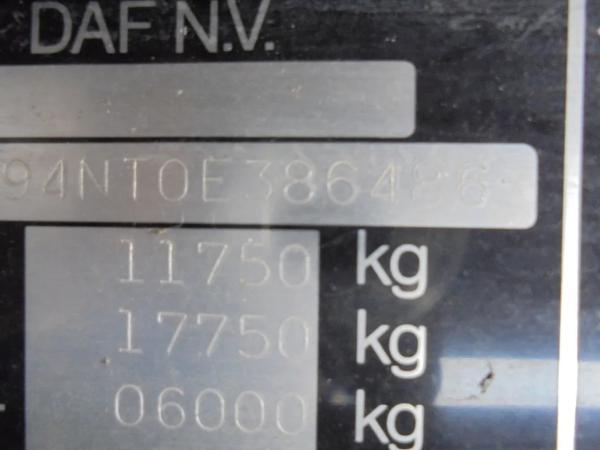 DAF N.V.
94NT0E386486
11750 kg
17750 kg
06000 kg